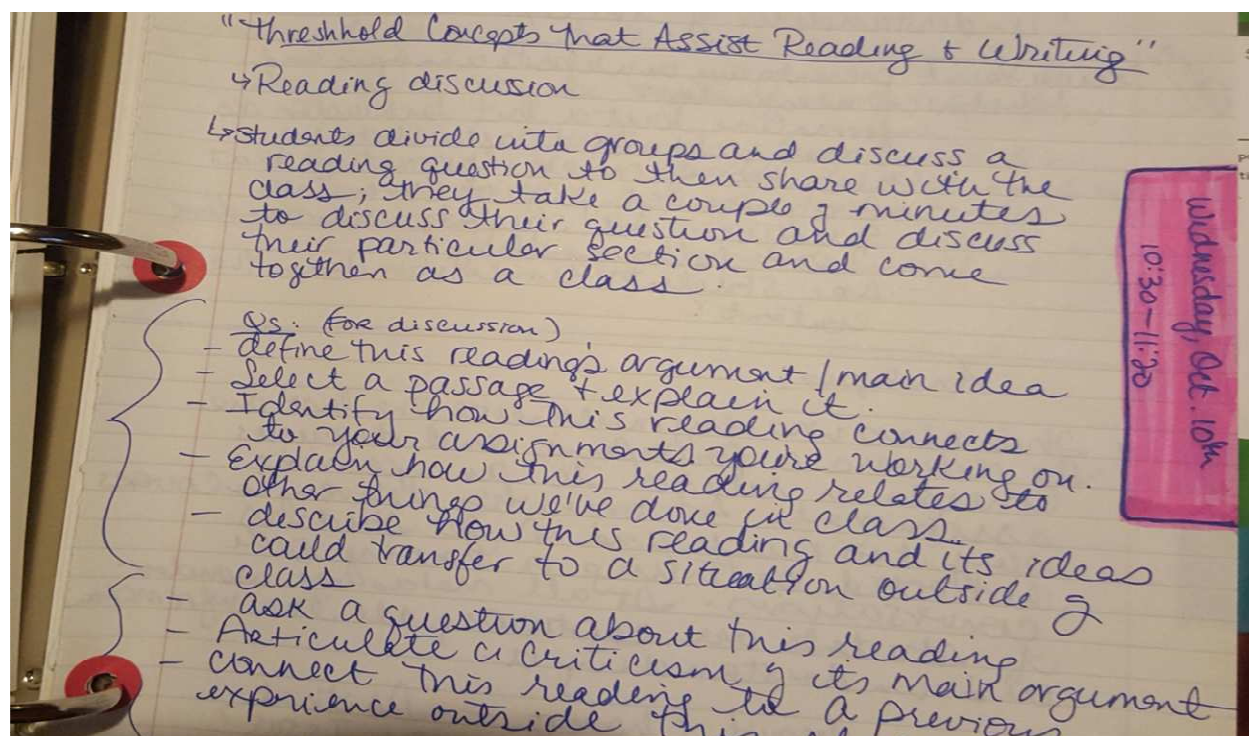 "Threshhold Concepts that Assist Reading & Writing"
↳Reading discussion
↳students divide into groups and discuss a
reading question to then share with the
class; they take a couple of minutes
to discuss their question and discuss
their particular section and come
together as a class.
Qs: (for discussion)
- define this reading's argument / main idea
- Select a passage + explain it.
- Identify how this reading connects
to your assignments you're working on.
- Explain how this reading relates to
other things we've done in class.
- describe how this reading and its ideas
could transfer to a situation outside of
class
- ask a question about this reading
- Articulate a criticism of its main argument
- connect this reading to a previous
exprience outside this
Wednesday, Oct. 10th
10:30-11:20